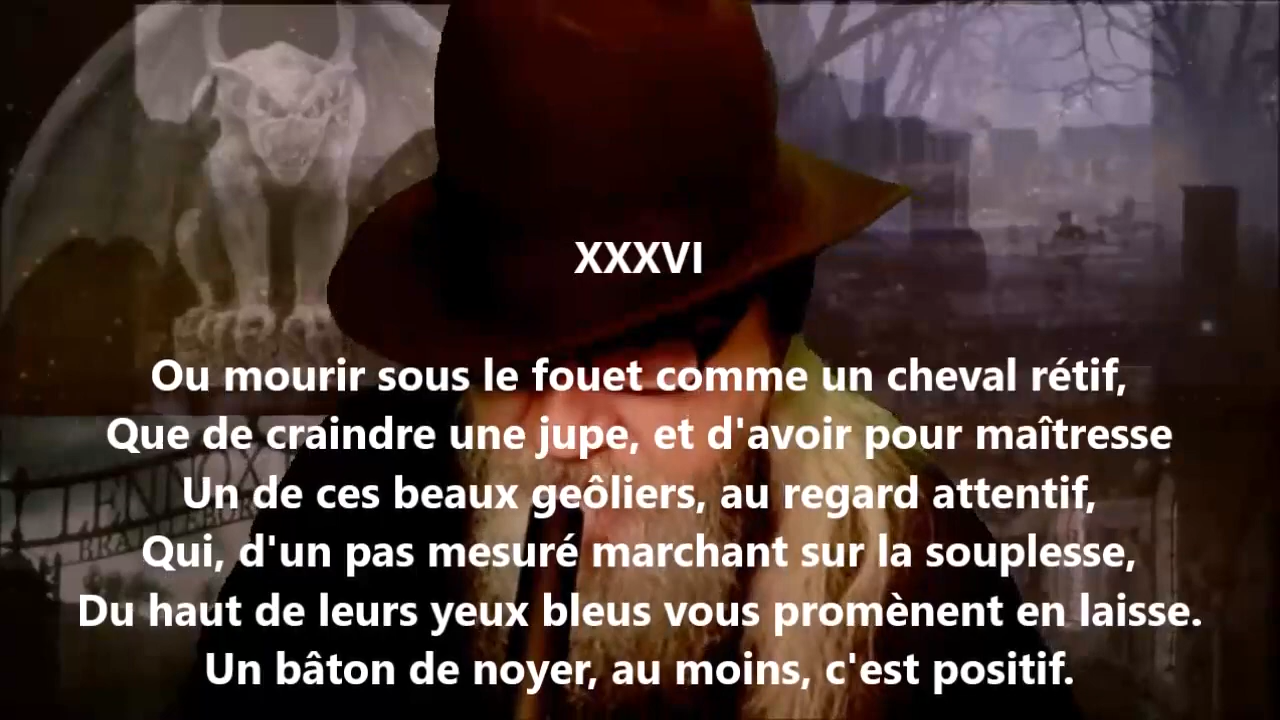 XXXVI
Ou mourir sous le fouet comme un cheval rétif,
Que de craindre une jupe, et d'avoir pour maîtresse
Un de ces beaux geôliers, au regard attentif,
Qui, d'un pas mesuré marchant sur la souplesse,
Du haut de leurs yeux bleus vous promènent en laisse.
Un bâton de noyer, au moins, c'est positif.
LENNOX